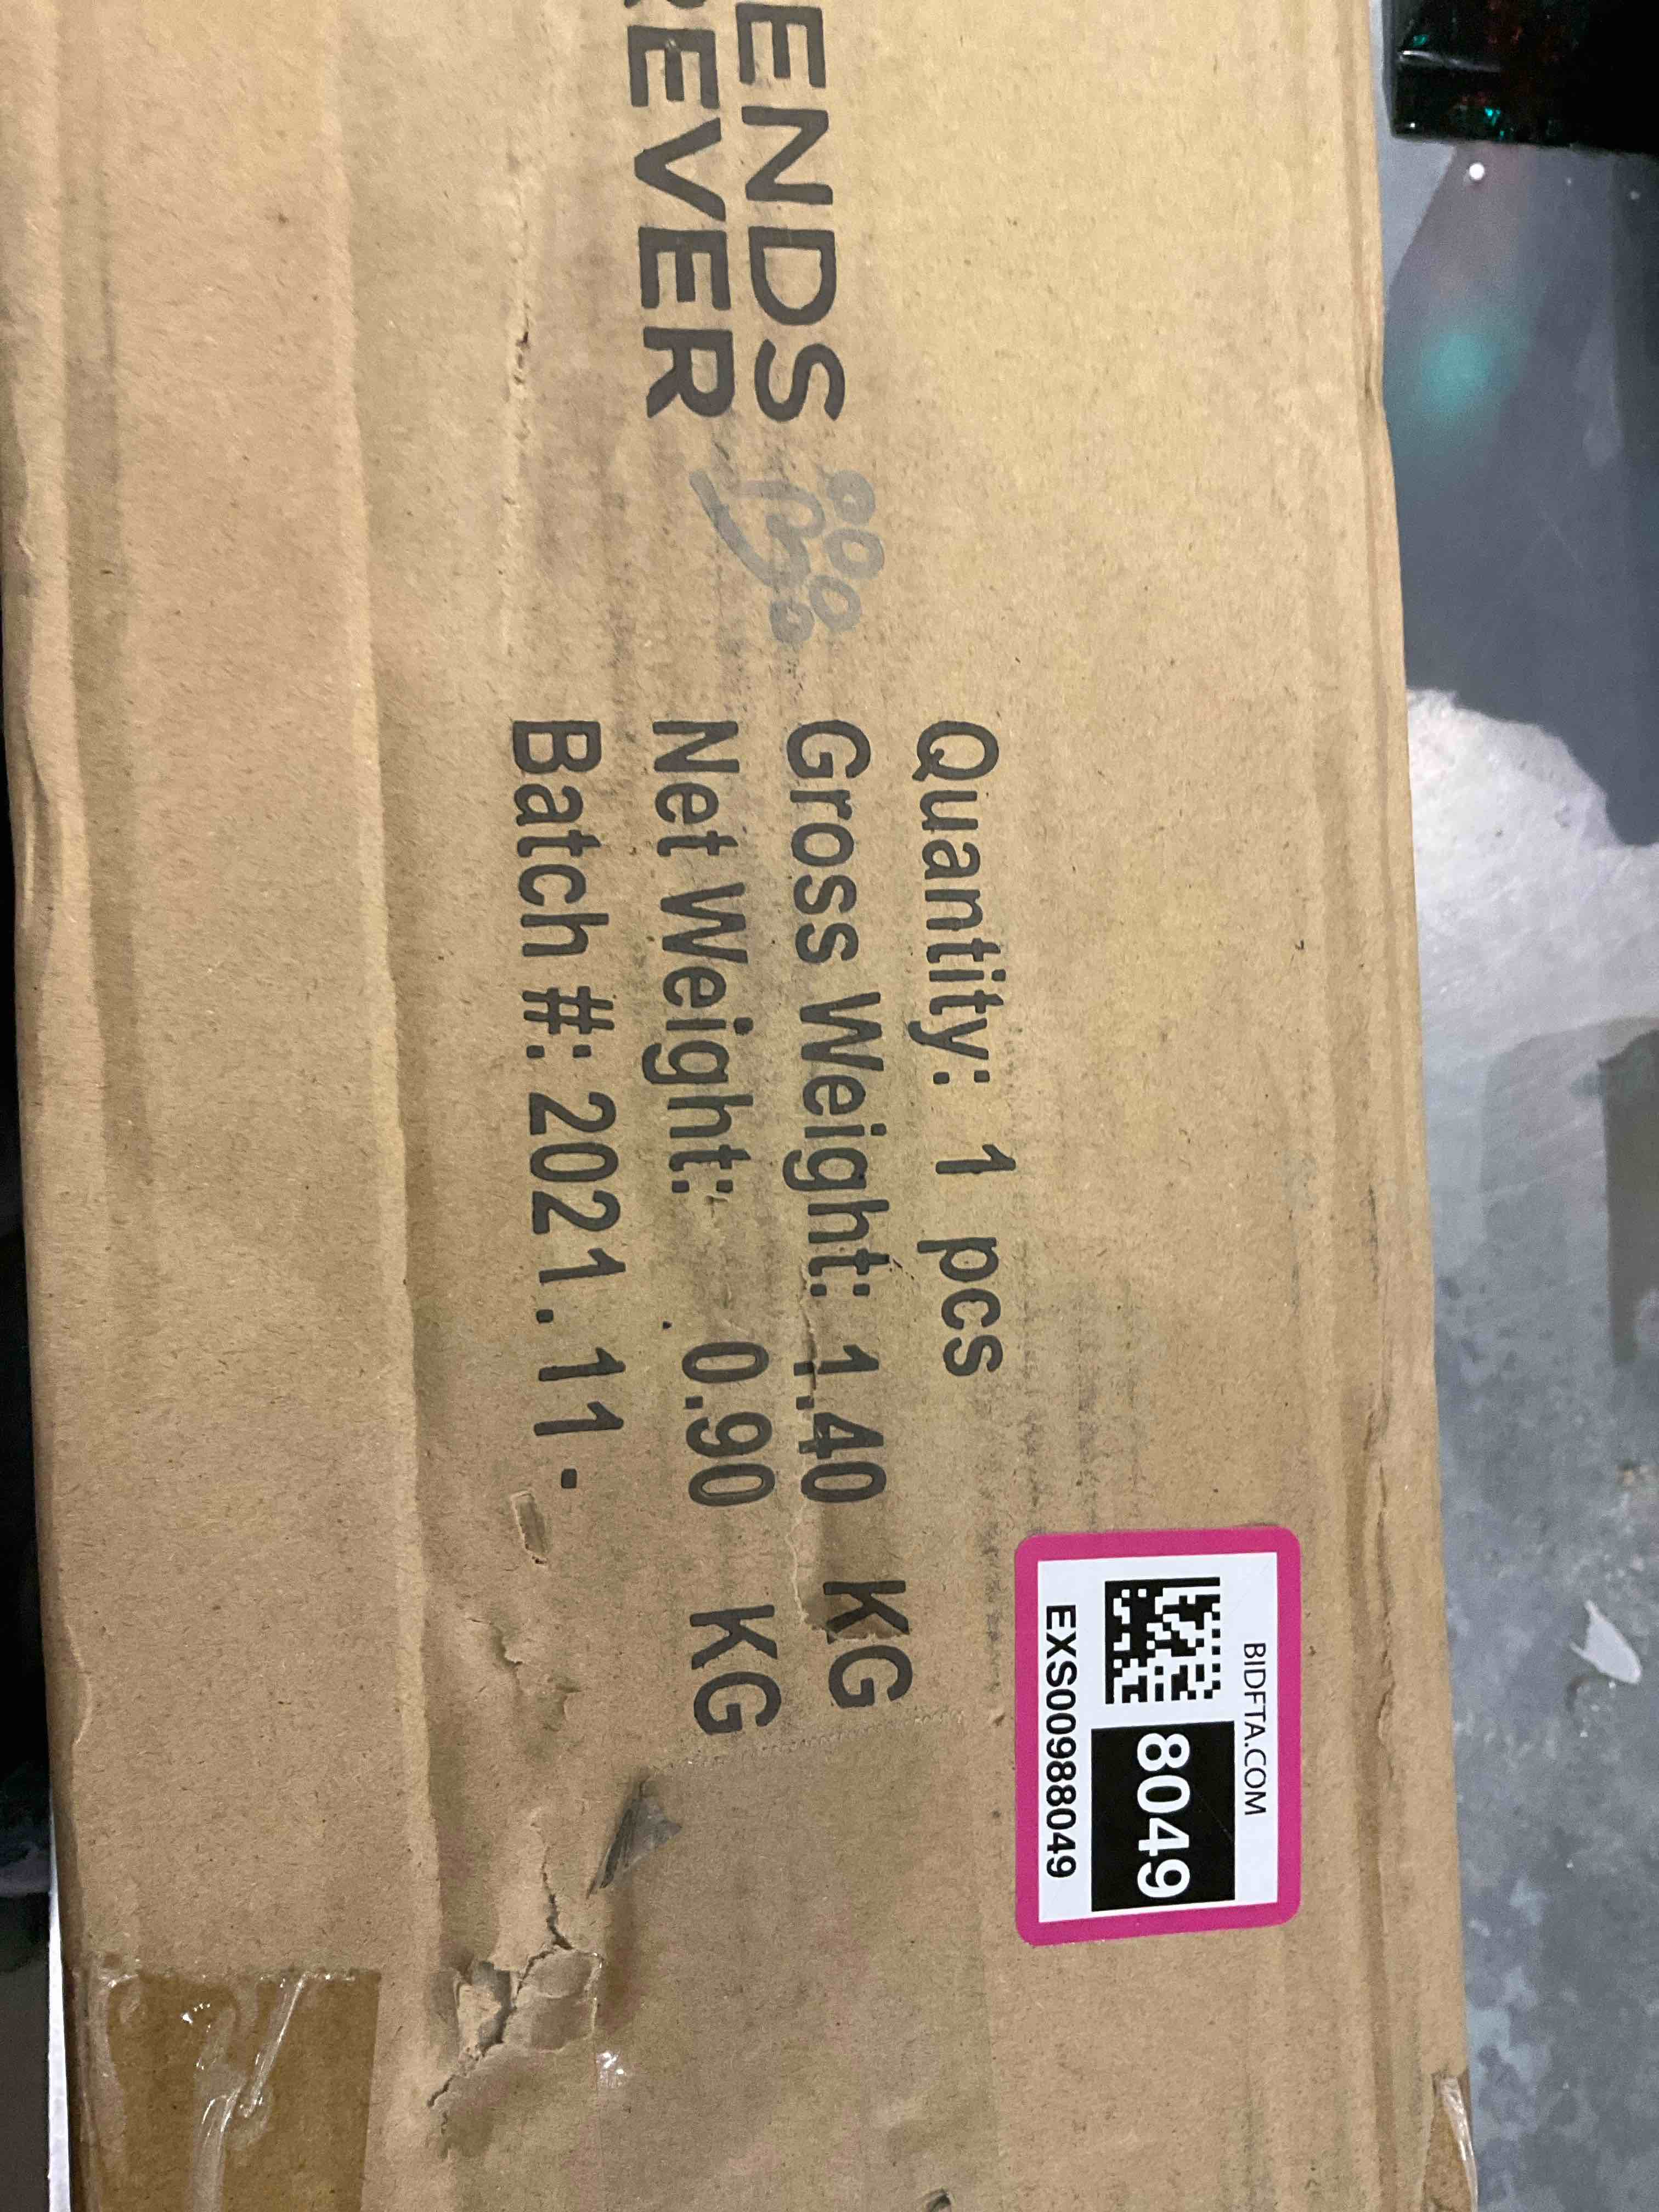 ENDS
REVER
Quantity: 1 pcs
Gross Weight: 1.40 KG
Net Weight: 0.90 KG
Batch #: 2021.11.
BIDFTA.COM
8049
EXS00988049